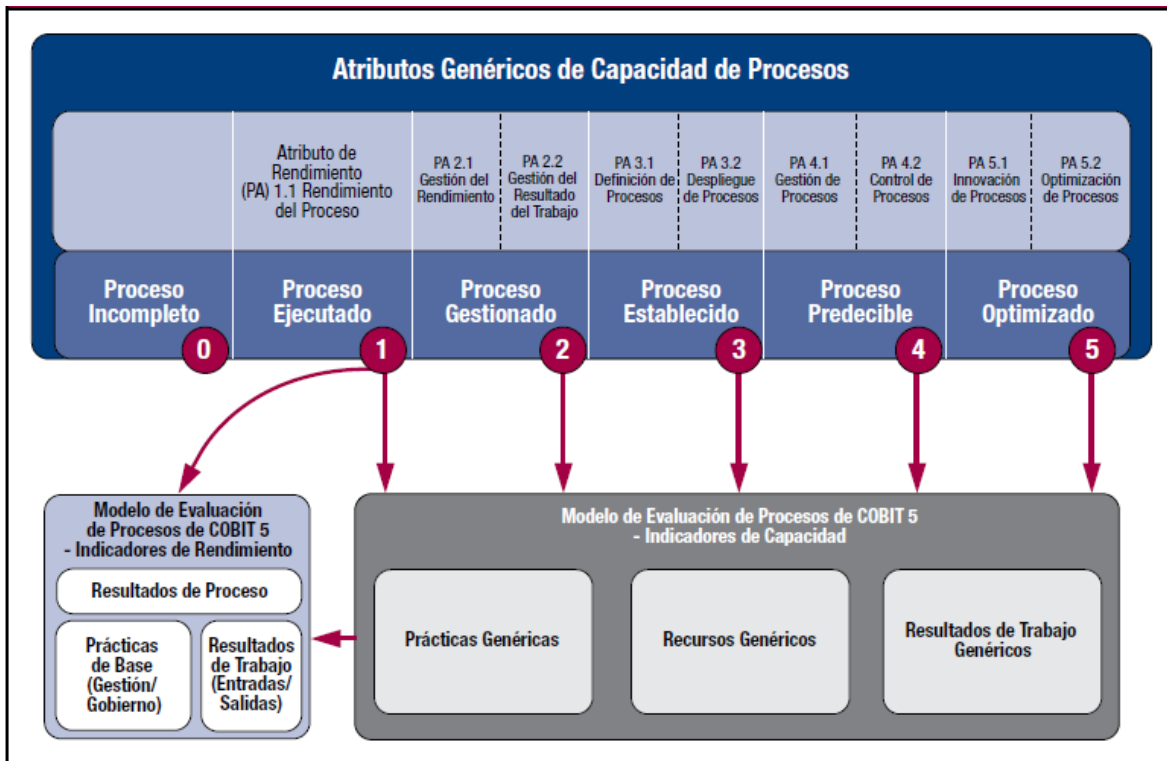 Atributos Genéricos de Capacidad de Procesos
Atributo de
Rendimiento
(PA) 1.1 Rendimiento
del Proceso
PA 2.1
Gestión del
Rendimiento
PA 2.2
Gestión del
Resultado
del Trabajo
PA 3.1
Definición de
Procesos
PA 3.2
Despliegue
de Procesos
PA 4.1
Gestión de
Procesos
PA 4.2
Control de
Procesos
PA 5.1
Innovación
de Procesos
PA 5.2
Optimización
de Procesos
Proceso
Incompleto
0
Proceso
Ejecutado
1
Proceso
Gestionado
2
Proceso
Establecido
3
Proceso
Predecible
4
Proceso
Optimizado
5
Modelo de Evaluación
de Procesos de COBIT 5
- Indicadores de Rendimiento
Resultados de Proceso
Prácticas
de Base
(Gestión/
Gobierno)
Resultados
de Trabajo
(Entradas/
Salidas)
Modelo de Evaluación de Procesos de COBIT 5
- Indicadores de Capacidad
Prácticas Genéricas
Recursos Genéricos
Resultados de Trabajo
Genéricos